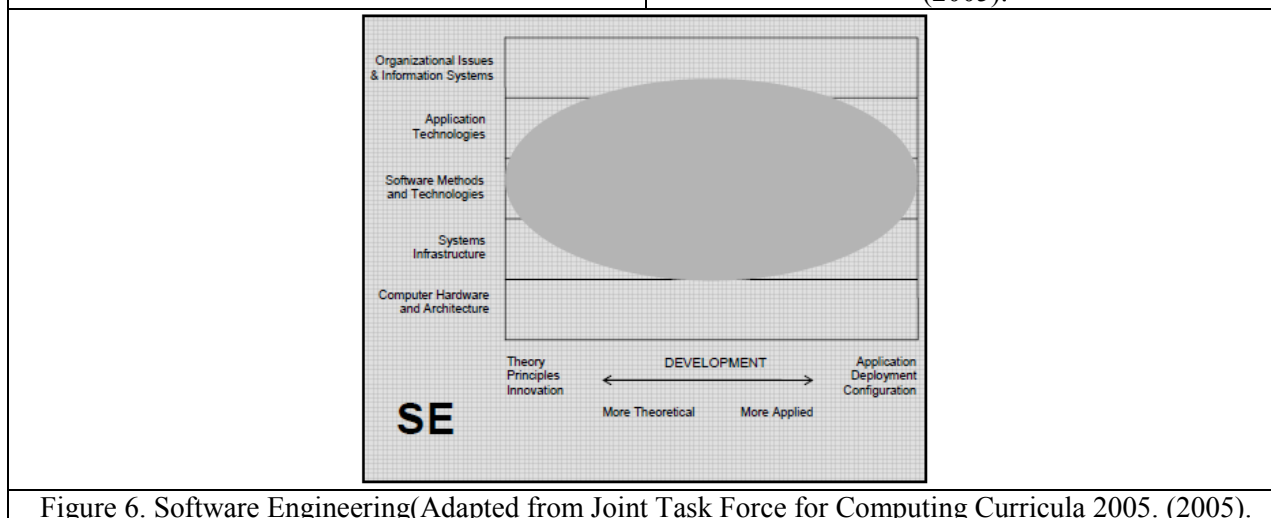 (2005).
Organizational Issues
& Information Systems
Application
Technologies
Software Methods
and Technologies
Systems
Infrastructure
Computer Hardware
and Architecture
Theory
Principles
Innovation
DEVELOPMENT
Application
Deployment
Configuration
More Theoretical More Applied
SE
Figure 6. Software Engineering(Adapted from Joint Task Force for Computing Curricula 2005. (2005).